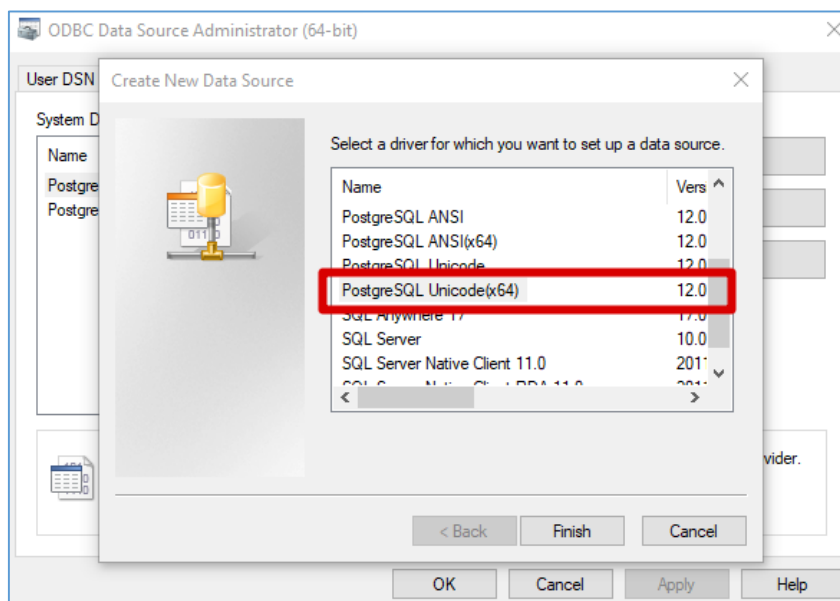 ODBC Data Source Administrator (64-bit)
User DSN
Create New Data Source
System D
Name
Postgre
Postgre
Select a driver for which you want to set up a data source.
Name Vers
PostgreSQL ANSI 12.0
PostgreSQL ANSI(x64) 12.0
PostgreSQL Unicode 12.0
PostgreSQL Unicode(x64) 12.0
SQL Anywhere 17 17.0
SQL Server 10.0
SQL Server Native Client 11.0 2011
vider.
< Back Finish Cancel
OK Cancel Apply Help